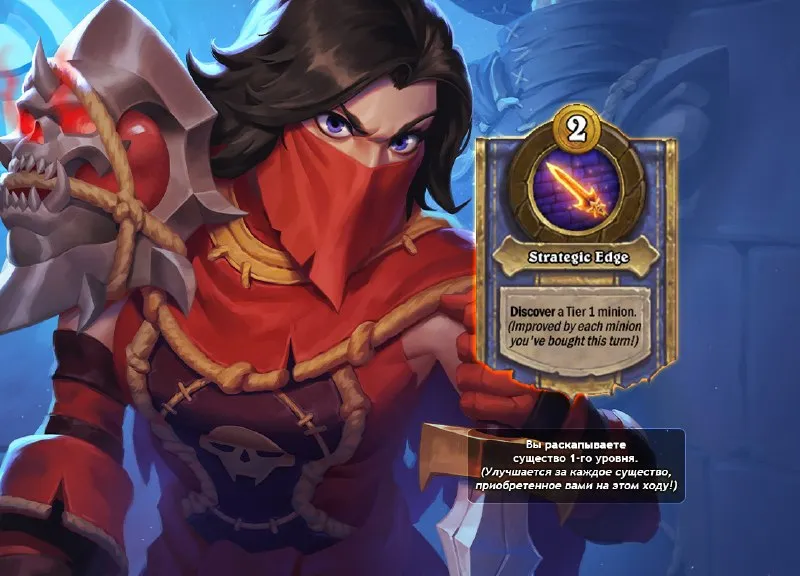 2
Strategic Edge
Discover a Tier 1 minion.
(Improved by each minion
you've bought this turn!)
Вы раскапываете
существо 1-го уровня.
(Улучшается за каждое существо,
приобретенное вами на этом ходу!)